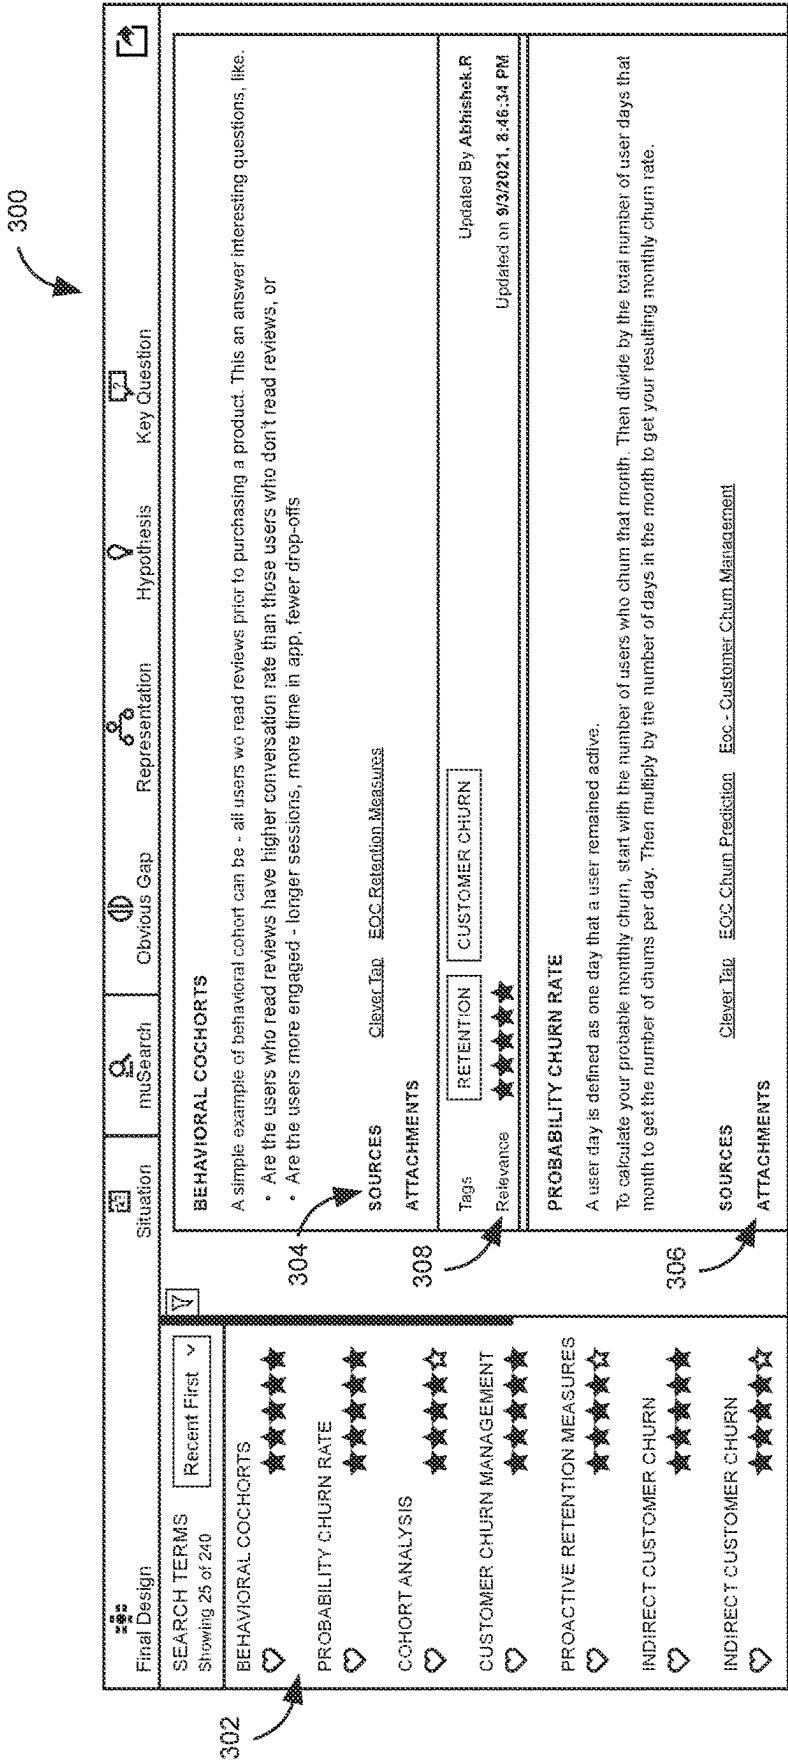 300
Final Design
Situation
muSearch
Obvious Gap
Representation
Hypothesis
Key Question
302
SEARCH TERMS
Showing 25 of 240
Recent First
BEHAVIORAL COCHORTS
PROBABILITY CHURN RATE
COHORT ANALYSIS
CUSTOMER CHURN MANAGEMENT
PROACTIVE RETENTION MEASURES
INDIRECT CUSTOMER CHURN
INDIRECT CUSTOMER CHURN
BEHAVIORAL COCHORTS
A simple example of behavioral cohort can be - all users wo read reviews prior to purchasing a product. This an answer interesting questions, like.
• Are the users who read reviews have higher conversation rate than those users who don't read reviews, or
• Are the users more engaged - longer sessions, more time in app, fewer drop-offs
304
SOURCES Clever Tap EOC Retention Measures
ATTACHMENTS
308
Tags RETENTION CUSTOMER CHURN Updated By Abhishek.R
Relevance Updated on 9/3/2021, 8:46:34 PM
PROBABILITY CHURN RATE
A user day is defined as one day that a user remained active.
To calculate your probable monthly churn, start with the number of users who churn that month. Then divide by the total number of user days that
month to get the number of churns per day. Then multiply by the number of days in the month to get your resulting monthly churn rate.
306
SOURCES Clever Tap EOC Churn Prediction Eoc - Customer Churn Management
ATTACHMENTS